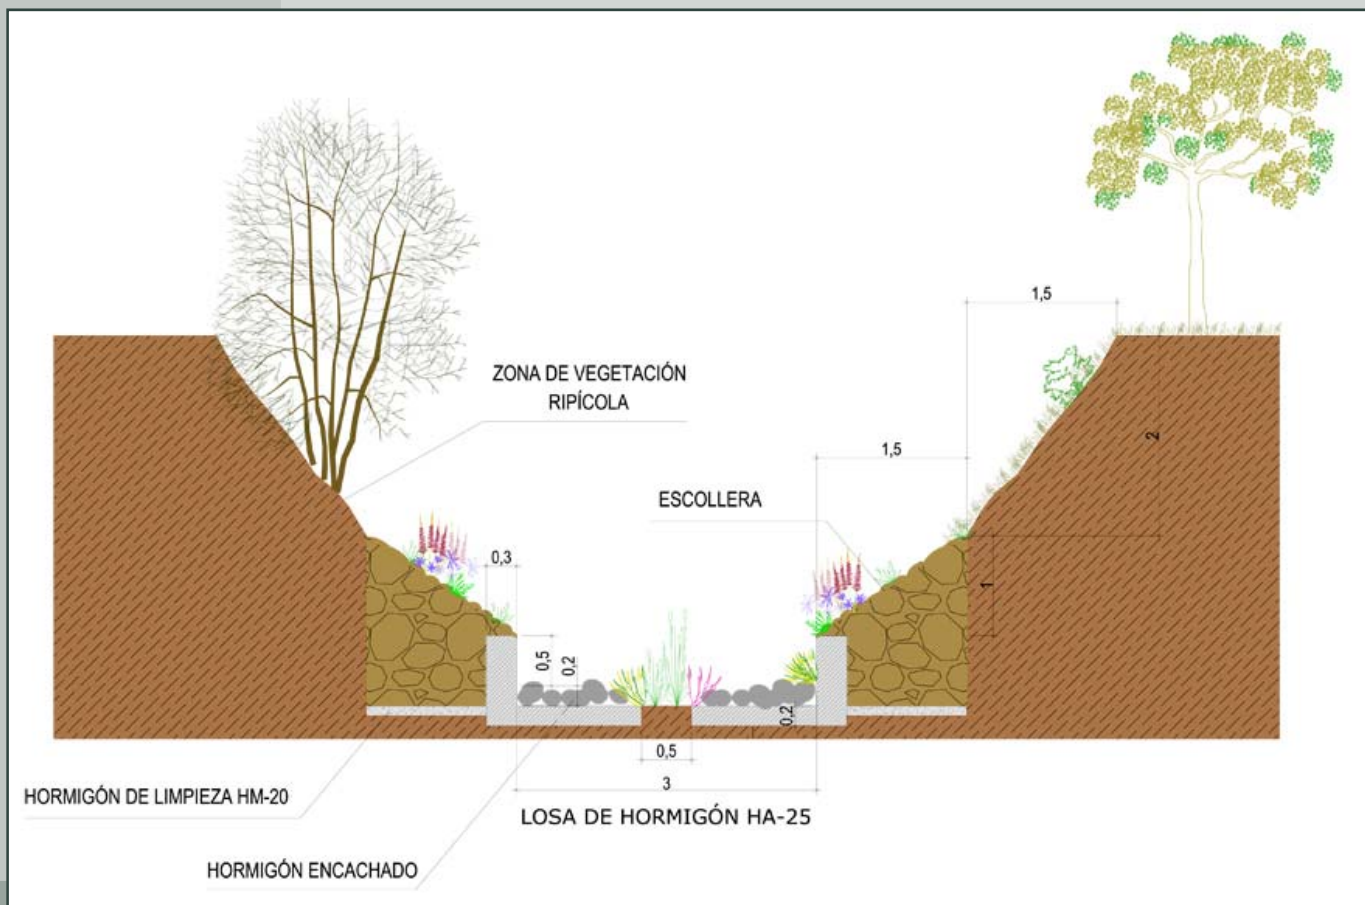 1,5
ZONA DE VEGETACIÓN
RIPÍCOLA
2
1,5
ESCOLLERA
0,3
1
0,5
0,2
0,2
0,5
3
HORMIGÓN DE LIMPIEZA HM-20
LOSA DE HORMIGÓN HA-25
HORMIGÓN ENCACHADO